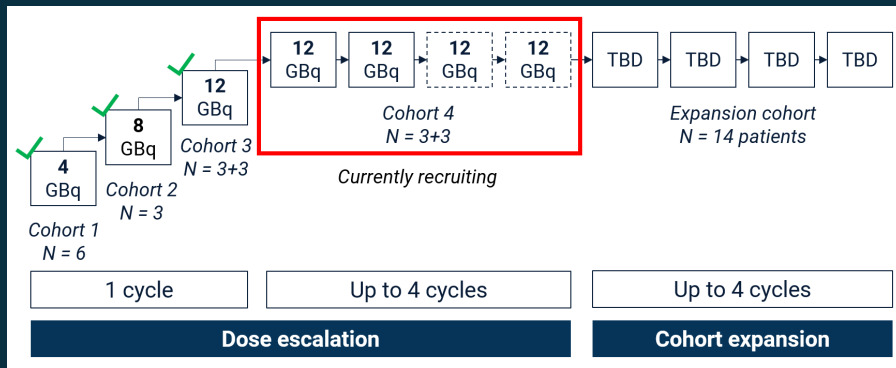 4
GBq
Cohort 1
N = 6
8
GBq
Cohort 2
N = 3
12
GBq
Cohort 3
N = 3+3
12
GBq
12
GBq
12
GBq
12
GBq
Cohort 4
N = 3+3
Currently recruiting
TBD
TBD
TBD
TBD
Expansion cohort
N = 14 patients
1 cycle
Up to 4 cycles
Up to 4 cycles
Dose escalation
Cohort expansion